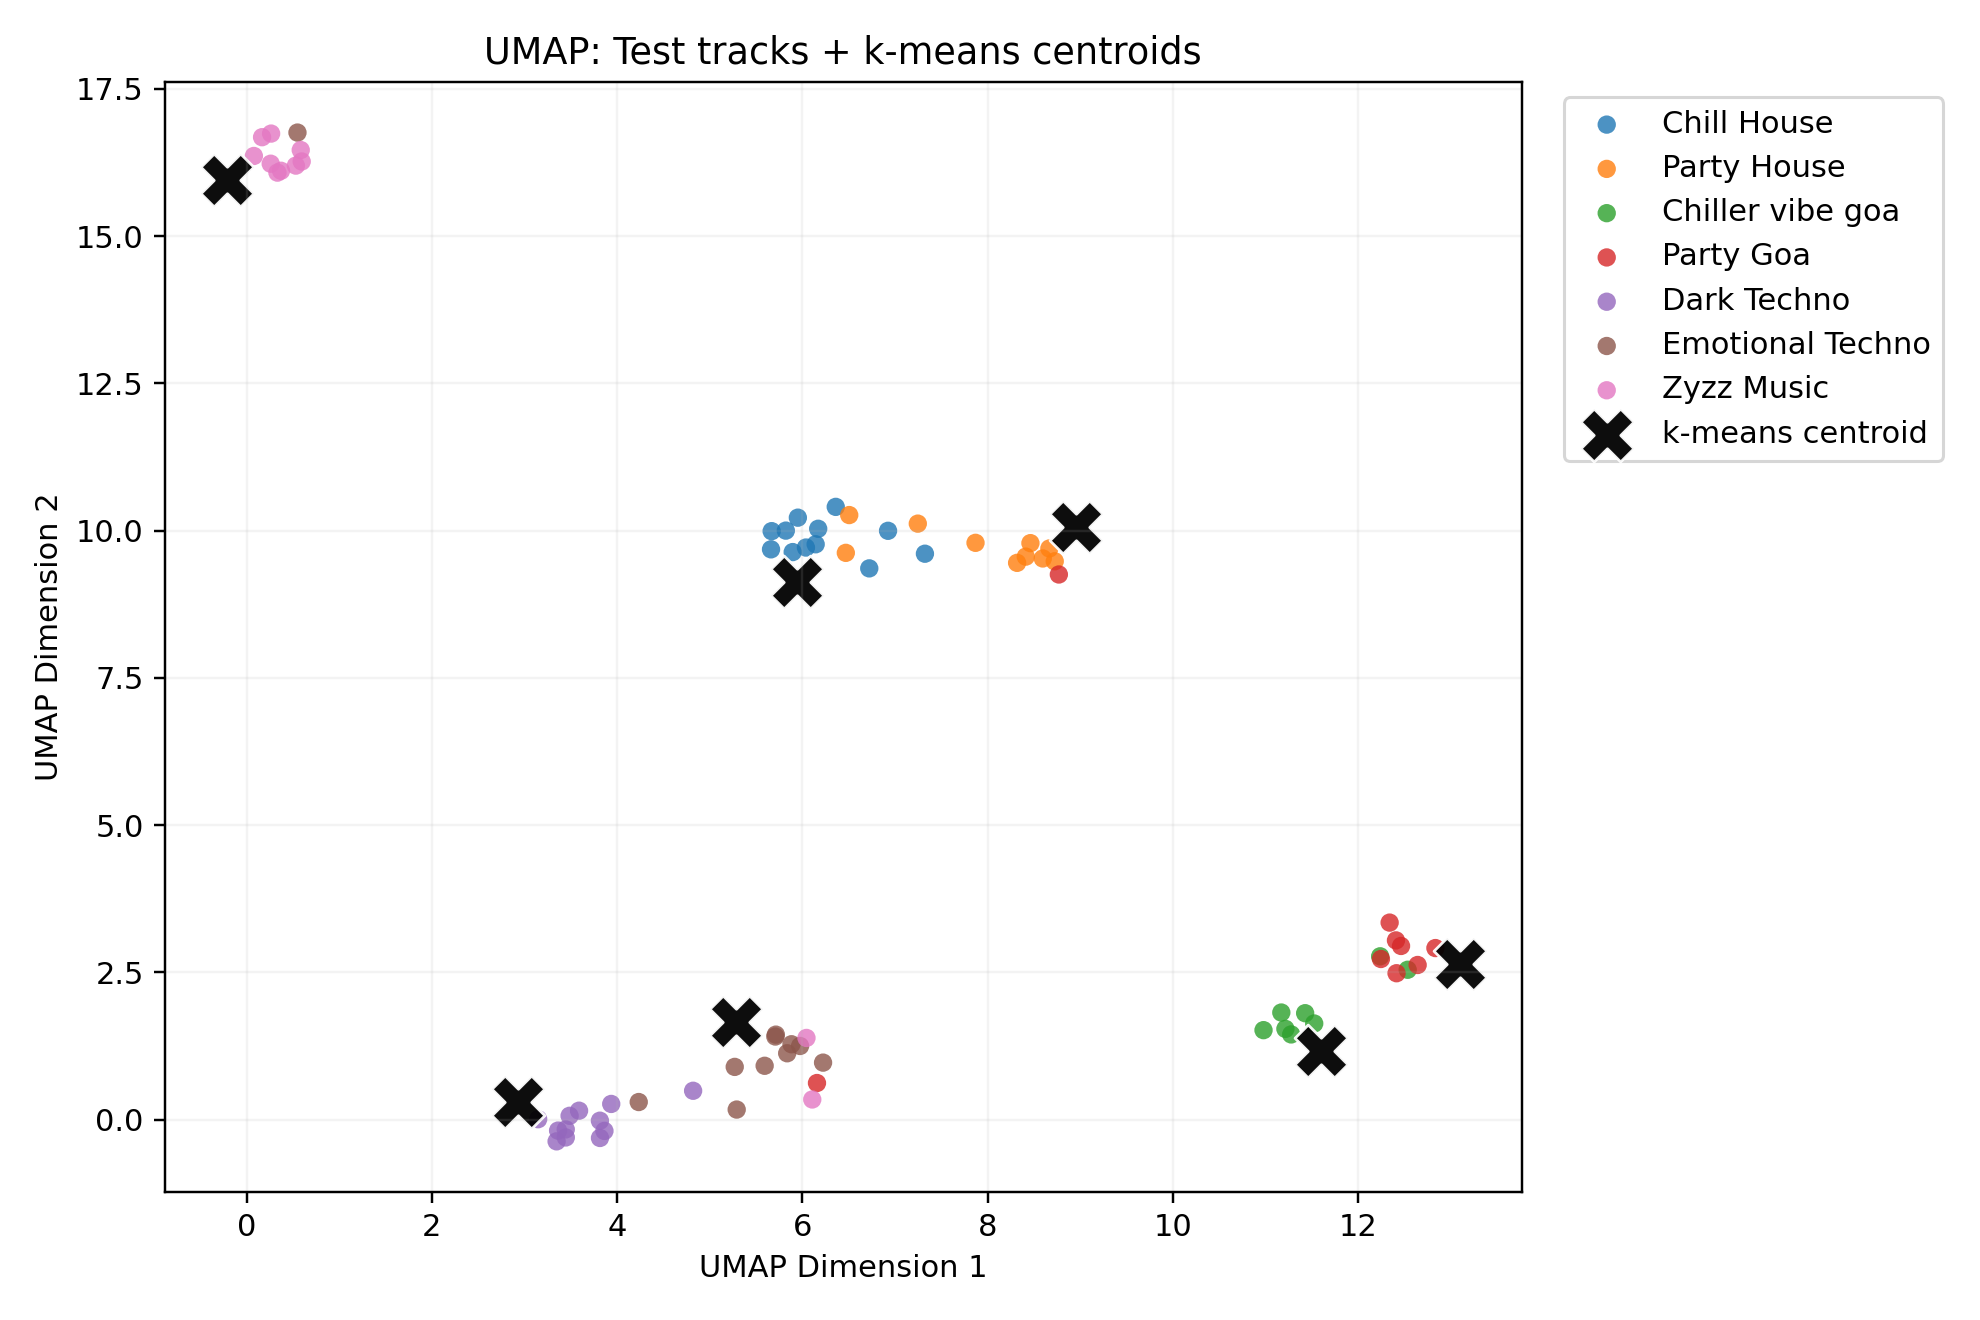 UMAP: Test tracks + k-means centroids
17.5
15.0
12.5
10.0
7.5
5.0
2.5
0.0
UMAP Dimension 2
0 2 4 6 8 10 12
UMAP Dimension 1
Chill House
Party House
Chiller vibe goa
Party Goa
Dark Techno
Emotional Techno
Zyzz Music
k-means centroid